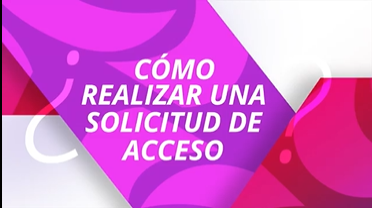 ¿
CÓMO
REALIZAR UNA
SOLICITUD DE
ACCESO
?